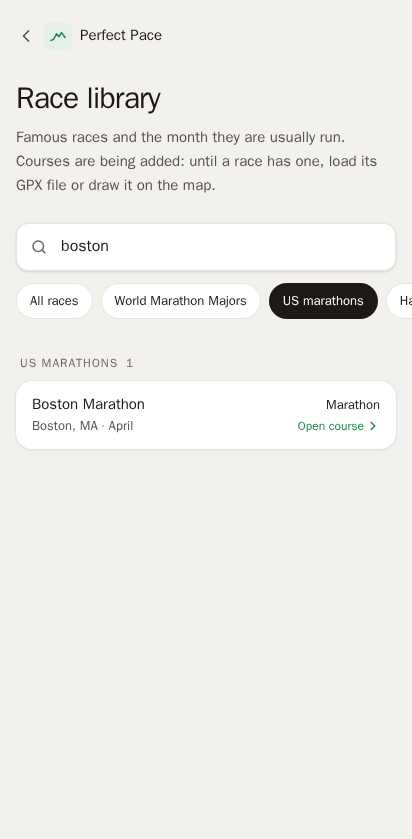 Perfect Pace
Race library
Famous races and the month they are usually run.
Courses are being added: until a race has one, load its
GPX file or draw it on the map.
boston
All races
World Marathon Majors
US marathons
Ha
US MARATHONS 1
Boston Marathon
Marathon
Boston, MA · April
Open course